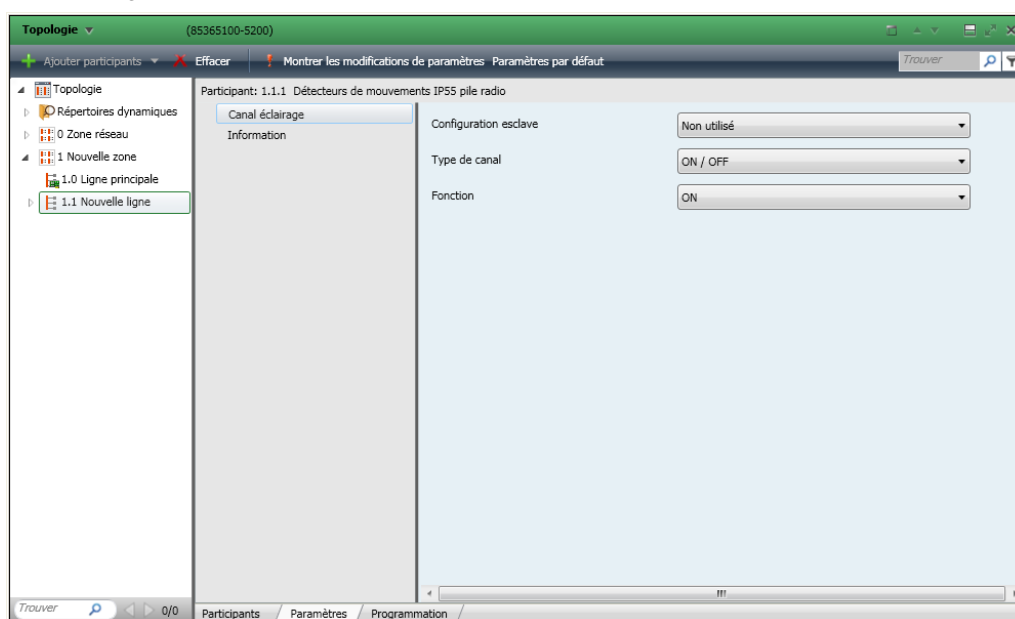 Topologie (85365100-5200)
Ajouter participants Effacer Montrer les modifications de paramètres Paramètres par défaut Trouver
Topologie
Répertoires dynamiques
0 Zone réseau
1 Nouvelle zone
1.0 Ligne principale
1.1 Nouvelle ligne
Participant: 1.1.1 Détecteurs de mouvements IP55 pile radio
Canal éclairage
Information
Configuration esclave Non utilisé
Type de canal ON / OFF
Fonction ON
Trouver 0/0
Participants Paramètres Programmation